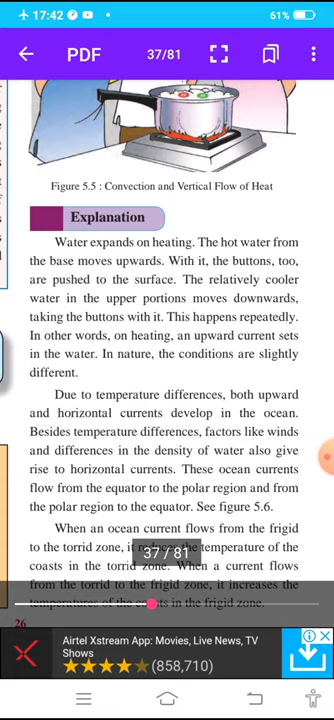 17:42
61%
PDF 37/81
Figure 5.5 : Convection and Vertical Flow of Heat
Explanation
Water expands on heating. The hot water from
the base moves upwards. With it, the buttons, too,
are pushed to the surface. The relatively cooler
water in the upper portions moves downwards,
taking the buttons with it. This happens repeatedly.
In other words, on heating, an upward current sets
in the water. In nature, the conditions are slightly
different.
Due to temperature differences, both upward
and horizontal currents develop in the ocean.
Besides temperature differences, factors like winds
and differences in the density of water also give
rise to horizontal currents. These ocean currents
flow from the equator to the polar region and from
the polar region to the equator. See figure 5.6.
When an ocean current flows from the frigid
to the torrid zone, it reduces the temperature of the
37 / 81
coasts in the torrid zone. When a current flows
from the torrid to the frigid zone, it increases the
temperatures of the coasts in the frigid zone.
26
Airtel Xstream App: Movies, Live News, TV
Shows
(858,710)